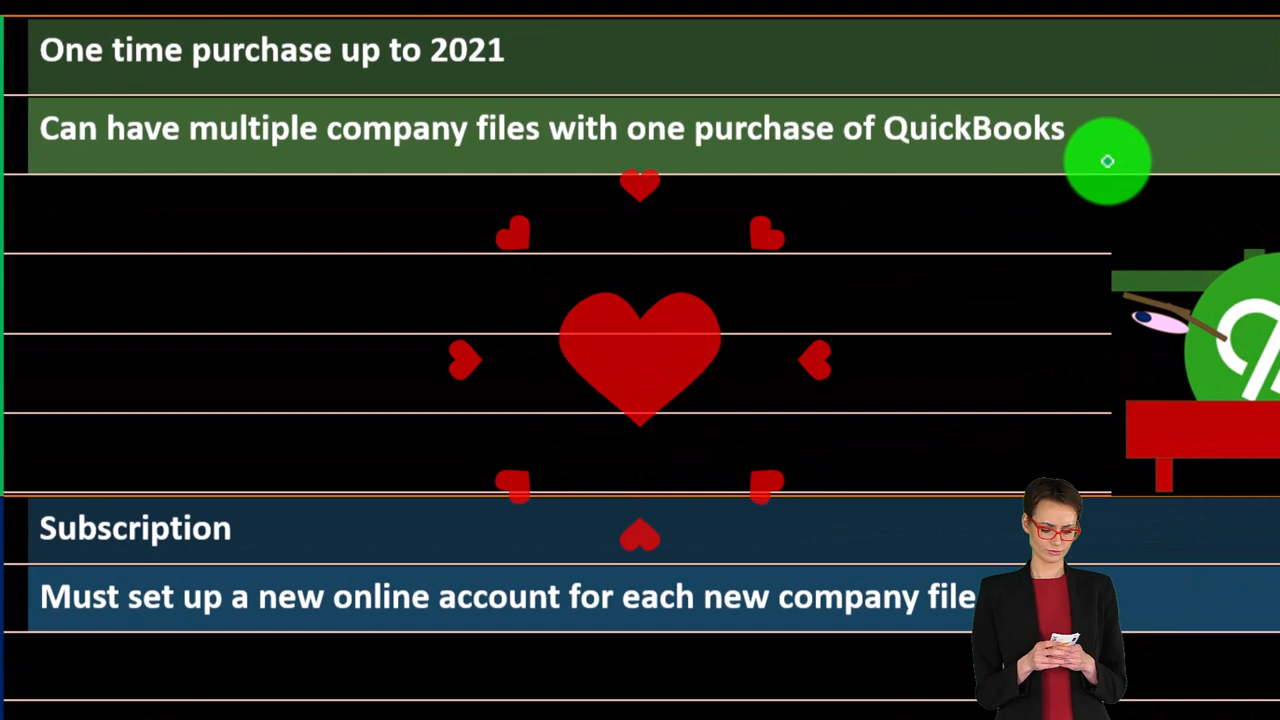 One time purchase up to 2021
Can have multiple company files with one purchase of QuickBooks
Subscription
Must set up a new online account for each new company file